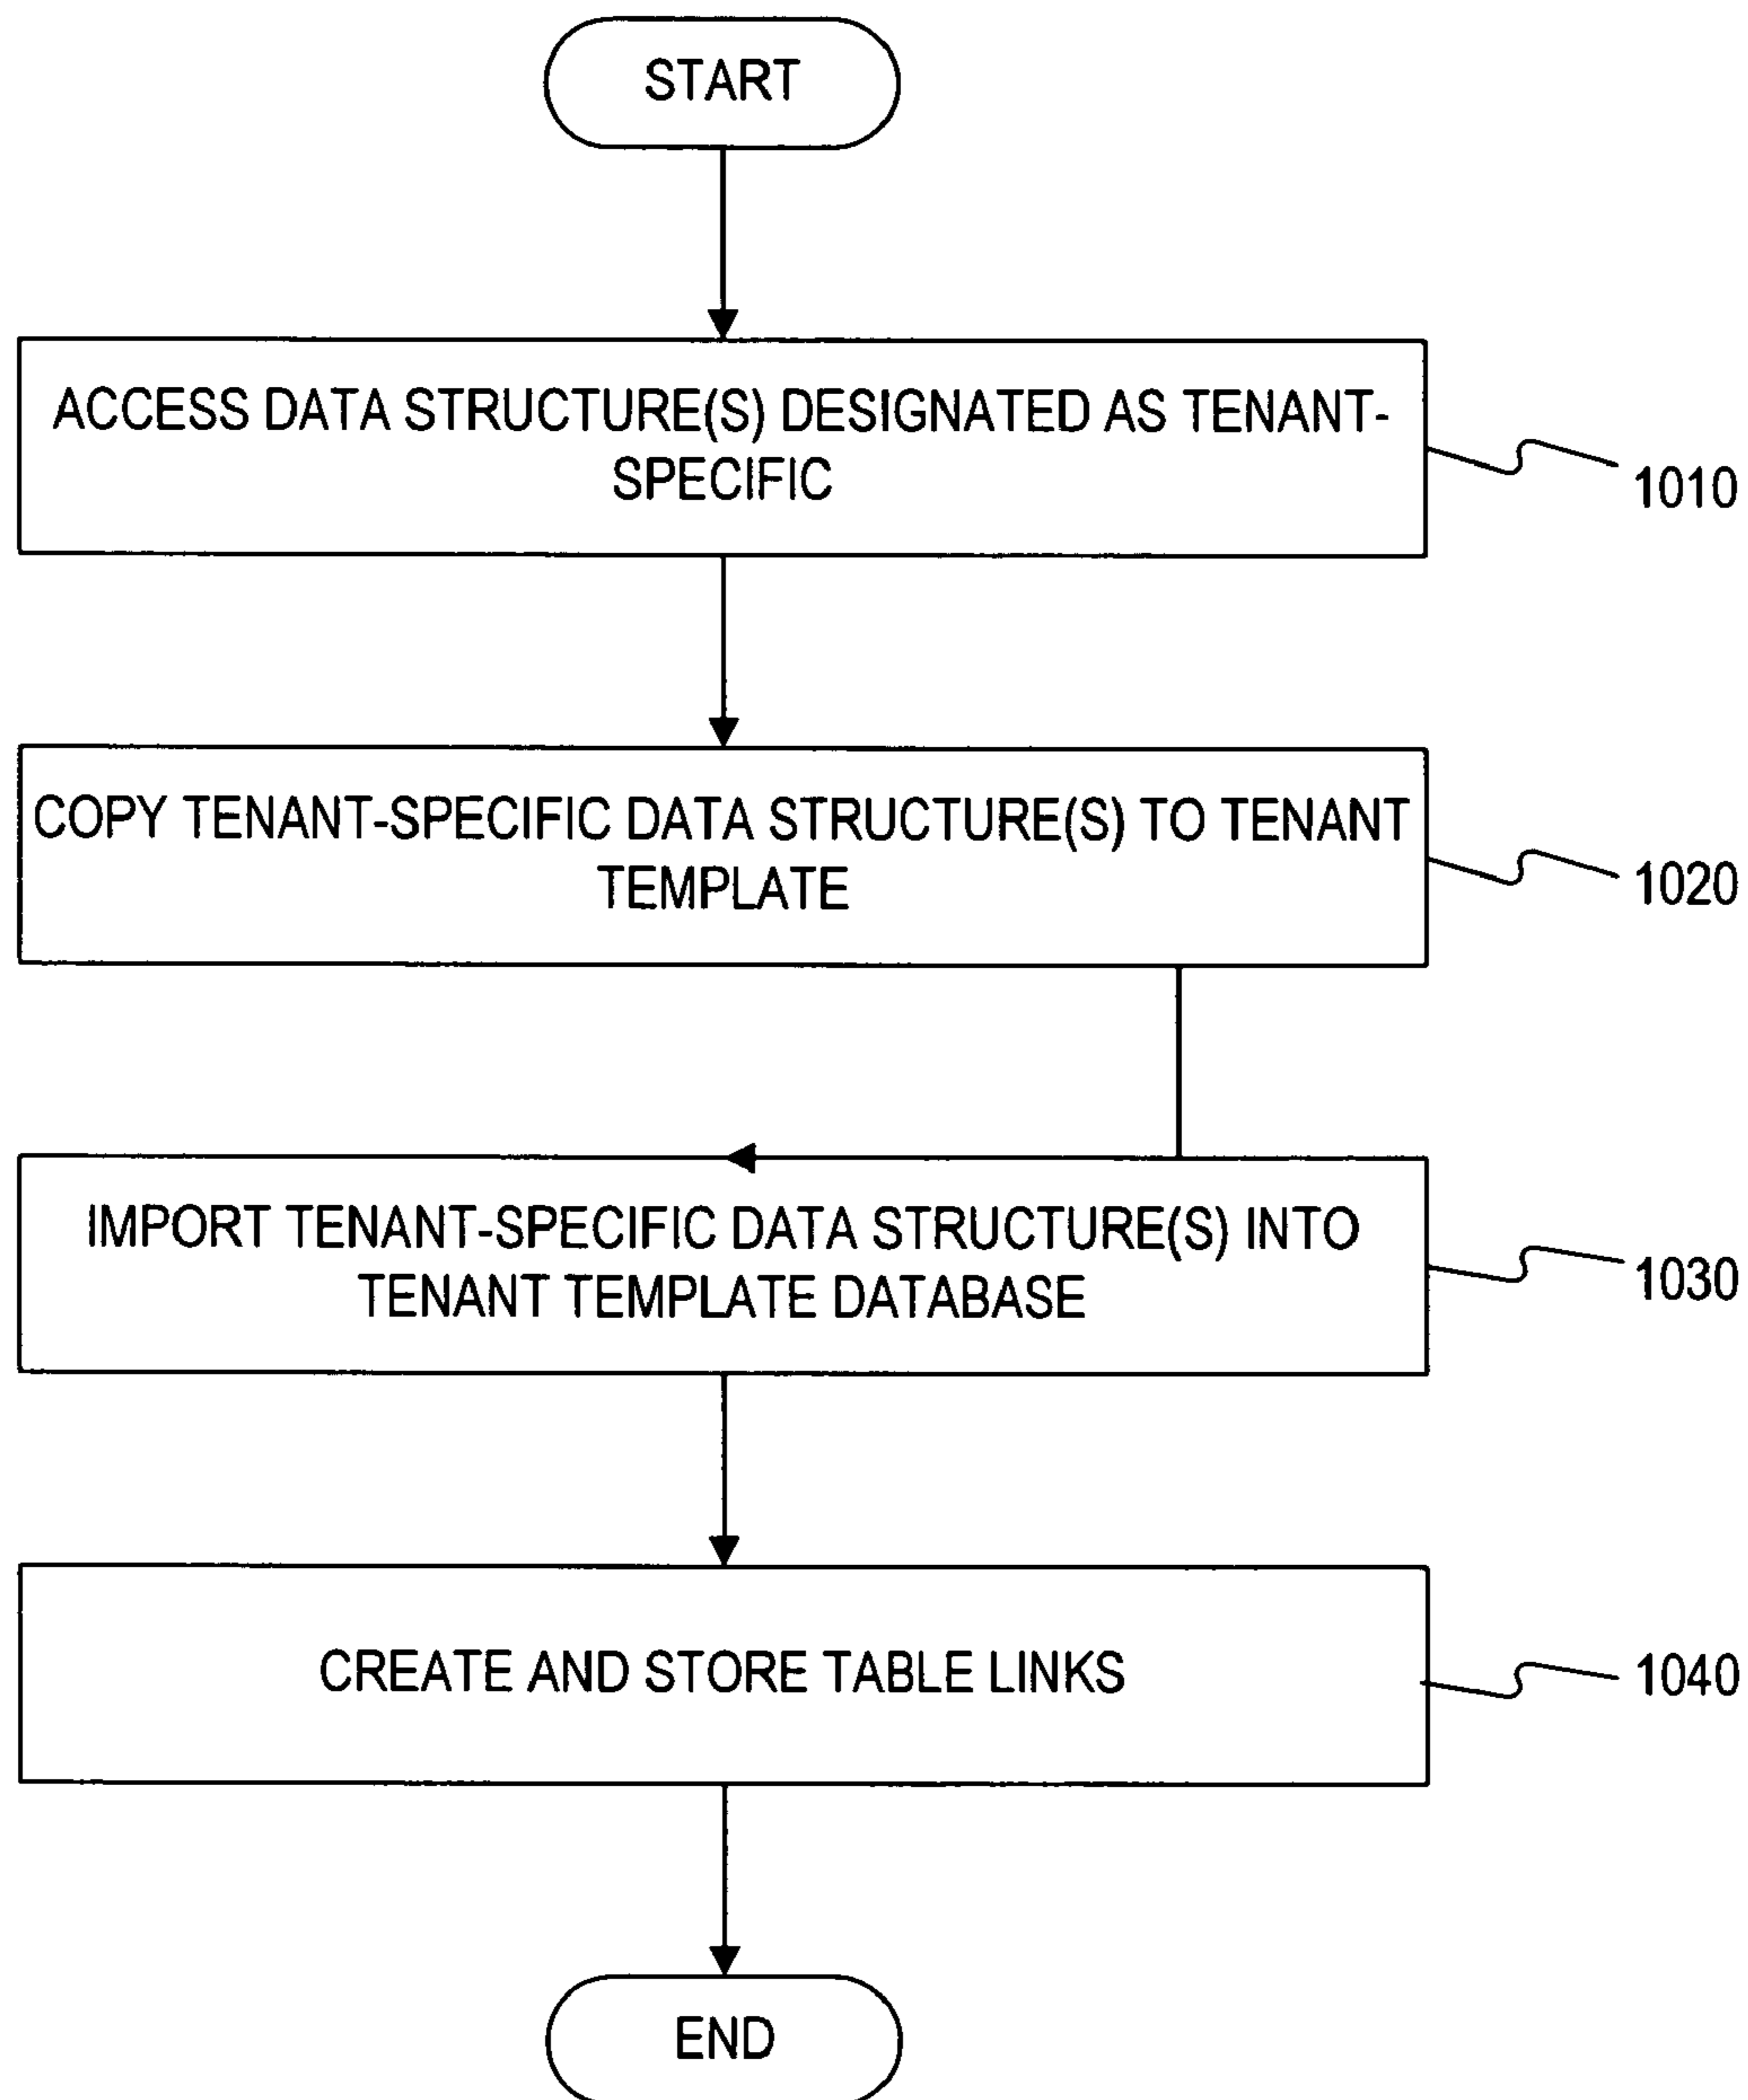 START
ACCESS DATA STRUCTURE(S) DESIGNATED AS TENANT-
SPECIFIC
1010
COPY TENANT-SPECIFIC DATA STRUCTURE(S) TO TENANT
TEMPLATE
1020
IMPORT TENANT-SPECIFIC DATA STRUCTURE(S) INTO
TENANT TEMPLATE DATABASE
1030
CREATE AND STORE TABLE LINKS
1040
END